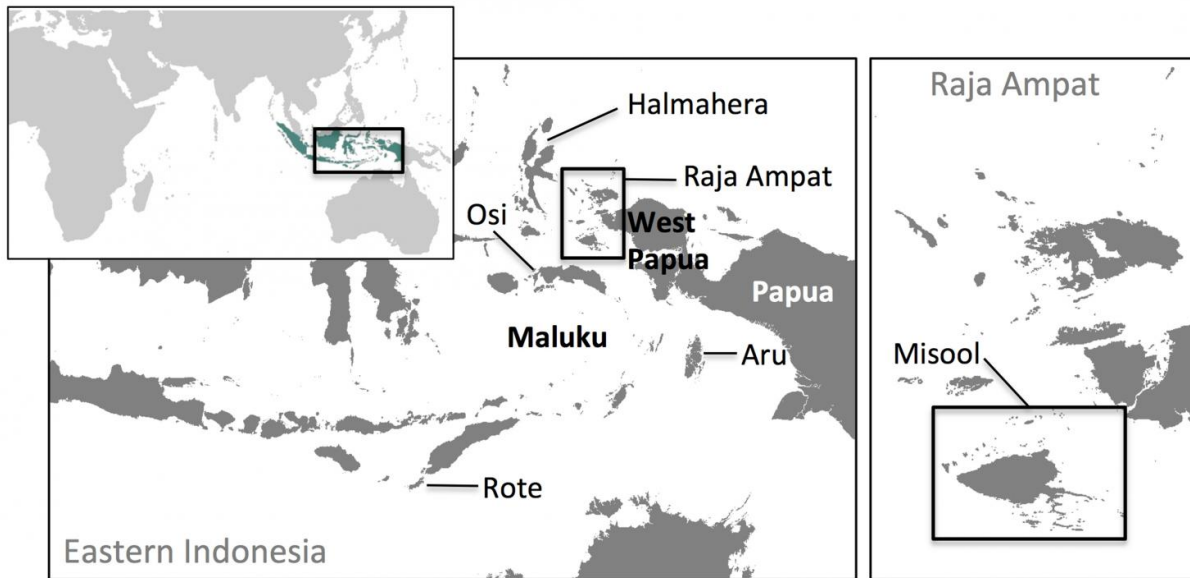 Halmahera
Raja Ampat
Osi
West
Papua
Papua
Maluku
Aru
Rote
Eastern Indonesia
Raja Ampat
Misool